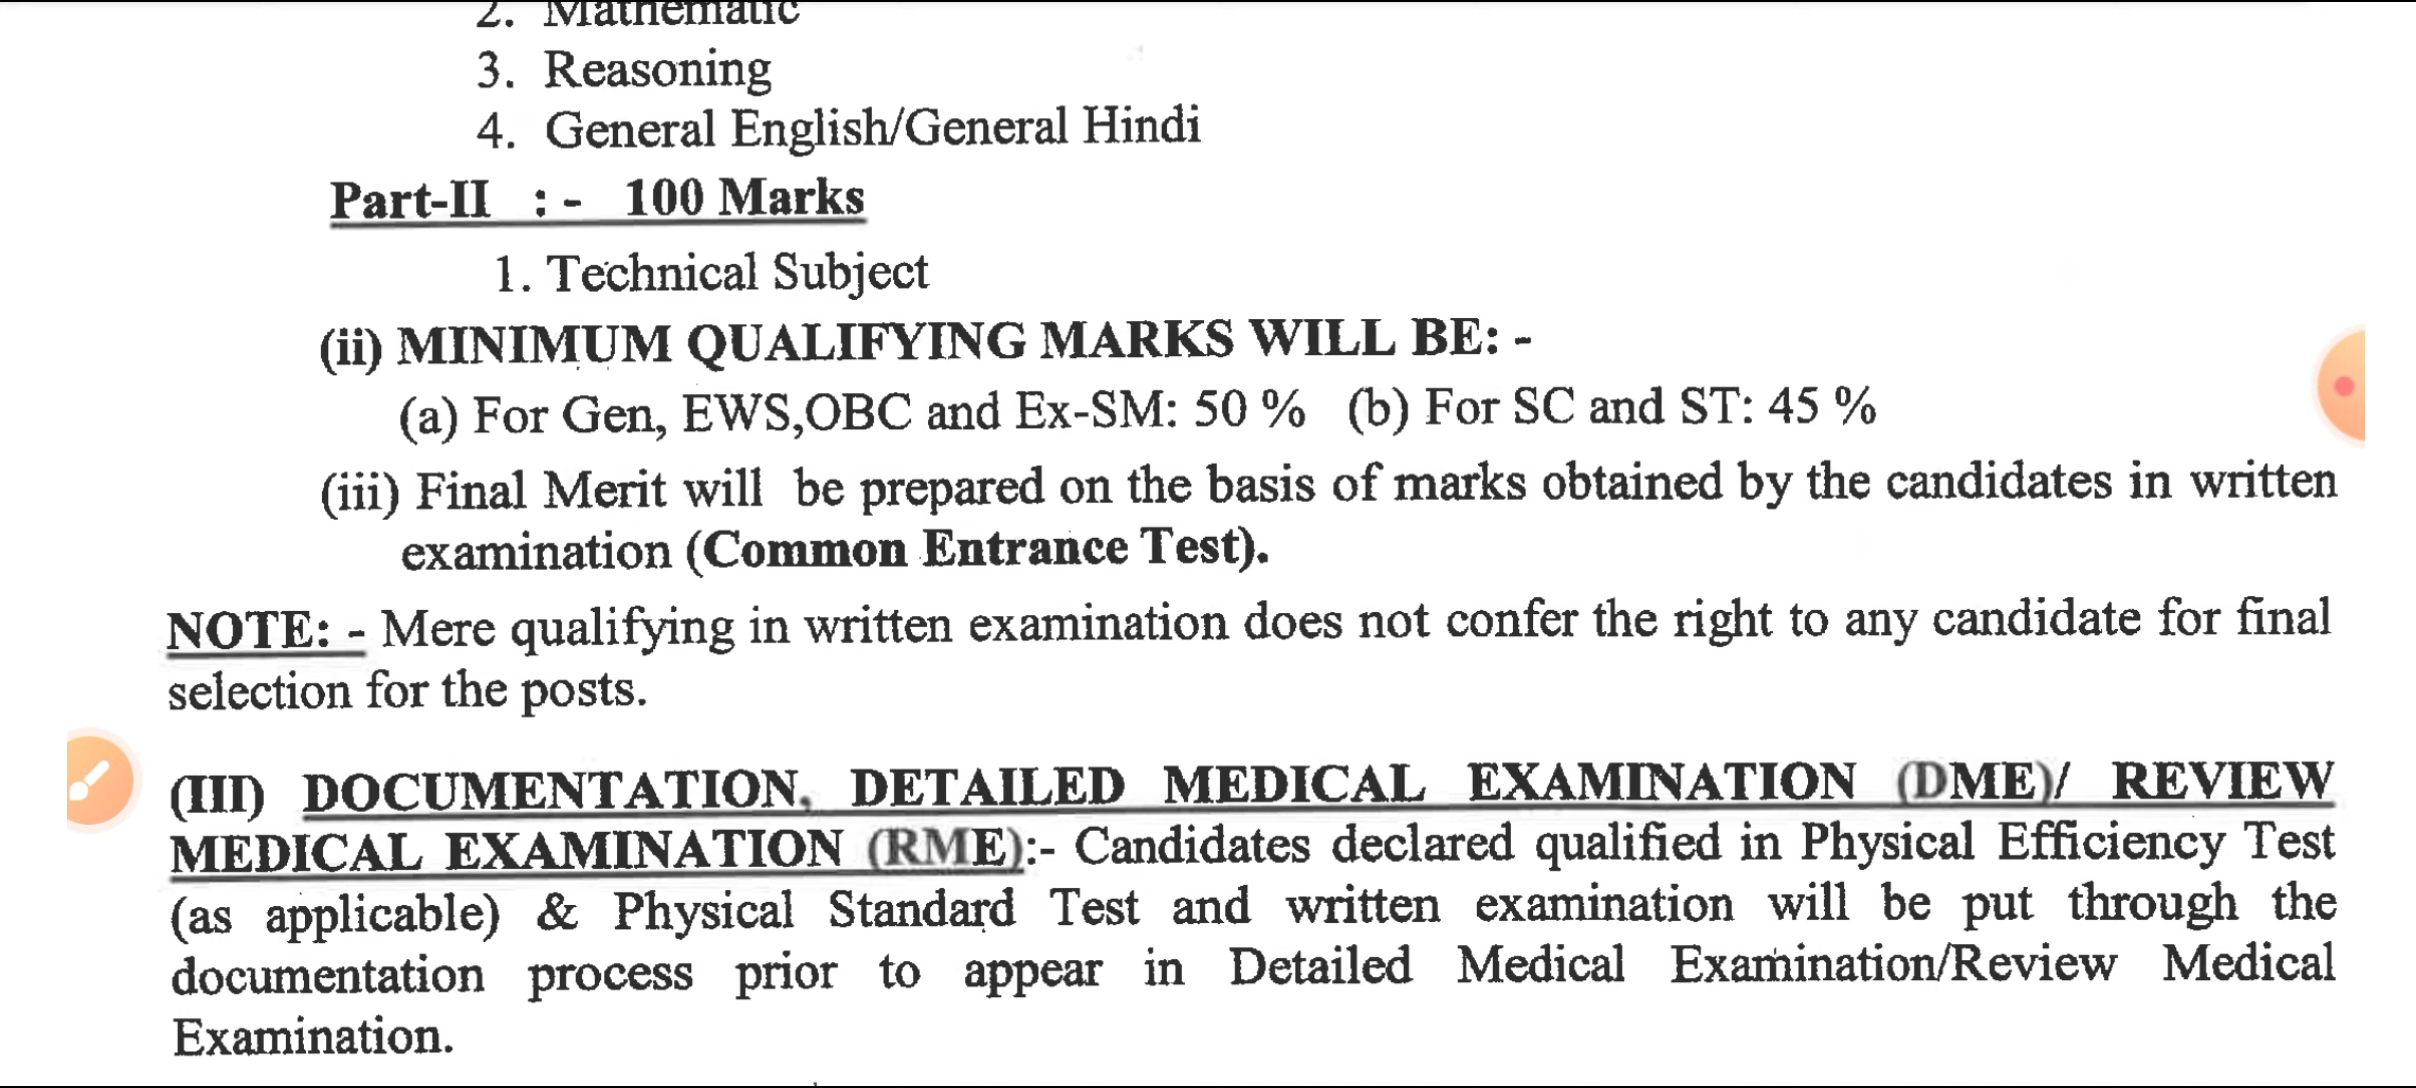 2. Mathematic
3. Reasoning
4. General English/General Hindi
Part-II : - 100 Marks
1. Technical Subject
(ii) MINIMUM QUALIFYING MARKS WILL BE: -
(a) For Gen, EWS,OBC and Ex-SM: 50 % (b) For SC and ST: 45 %
(iii) Final Merit will be prepared on the basis of marks obtained by the candidates in written
examination (Common Entrance Test).
NOTE: - Mere qualifying in written examination does not confer the right to any candidate for final
selection for the posts.
(III) DOCUMENTATION, DETAILED MEDICAL EXAMINATION (DME)/ REVIEW
MEDICAL EXAMINATION (RME):- Candidates declared qualified in Physical Efficiency Test
(as applicable) & Physical Standard Test and written examination will be put through the
documentation process prior to appear in Detailed Medical Examination/Review Medical
Examination.